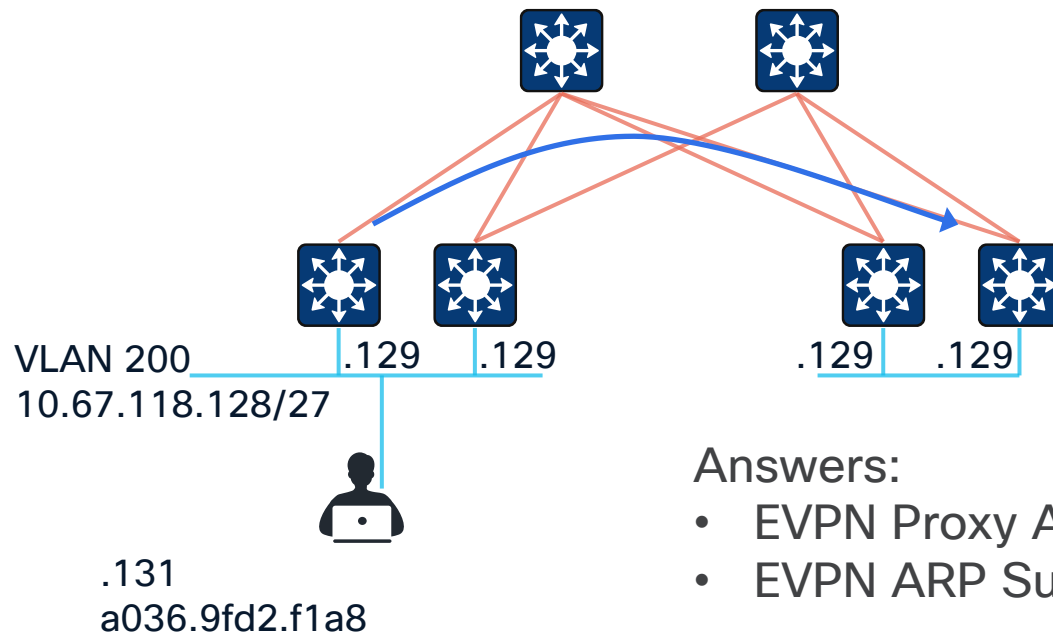 VLAN 200
.129
.129
.129
.129
10.67.118.128/27
Answers:
• EVPN Proxy
• EVPN ARP
.131
a036.9fd2.f1a8